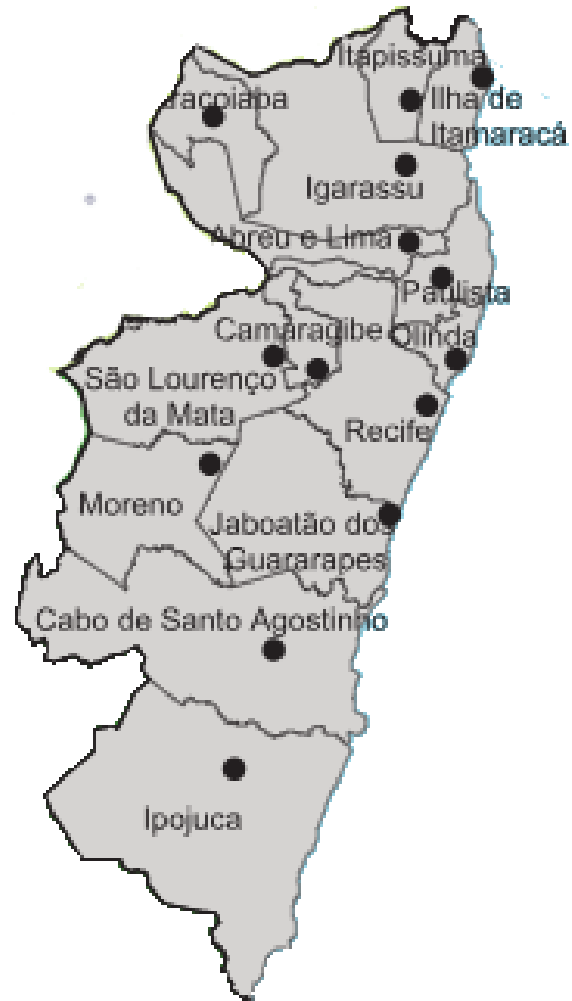 Itapissuma
Ilha de
Itamaracá
Igarassu
Abreu e Lima
Paulista
Camaragibe
Olinda
São Lourenço
da Mata
Recife
Moreno
Jaboatão dos
Guararapes
Cabo de Santo Agostinho
Ipojuca